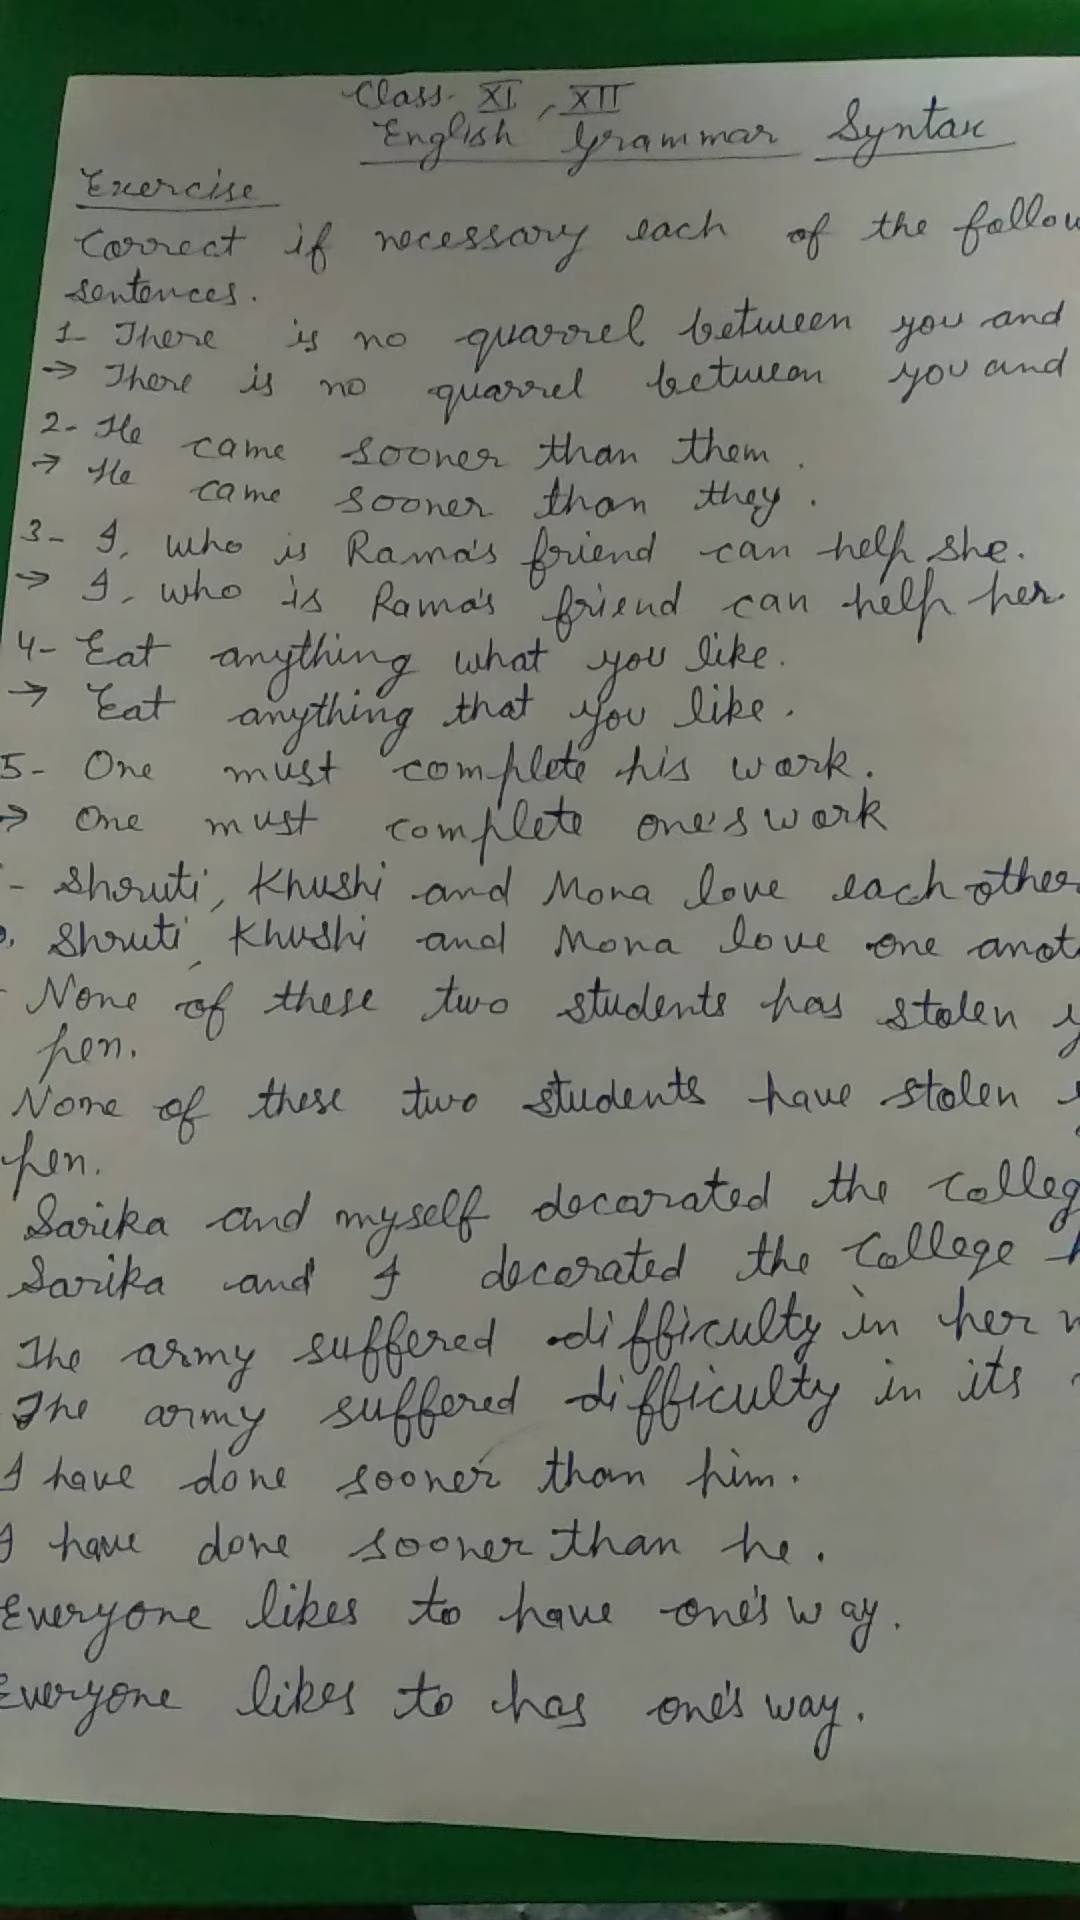 Class- XI, XII
English Grammar Syntax
Exercise
Correct if necessary each of the
sentences.
1- There is no quarrel between you and
→ There is no quarrel between you and
2- He came sooner than them.
→ He came sooner than they.
3- I, who is Rama's friend can help she.
→ I, who is Rama's friend can help her.
4- Eat anything what you like.
→ Eat anything that you like.
5- One must complete his work.
→ One must complete one's work
- Shruti, Khushi and Mona love each other
Shruti, Khushi and Mona love one
None of these two students has stolen
pen.
None of these two students have stolen
pen.
Sarika and myself decorated the
Sarika and I decorated the College
The army suffered difficulty in her
The army suffered difficulty in its
I have done sooner than him.
I have done sooner than he.
Everyone likes to have one's way.
Everyone likes to has one's way.